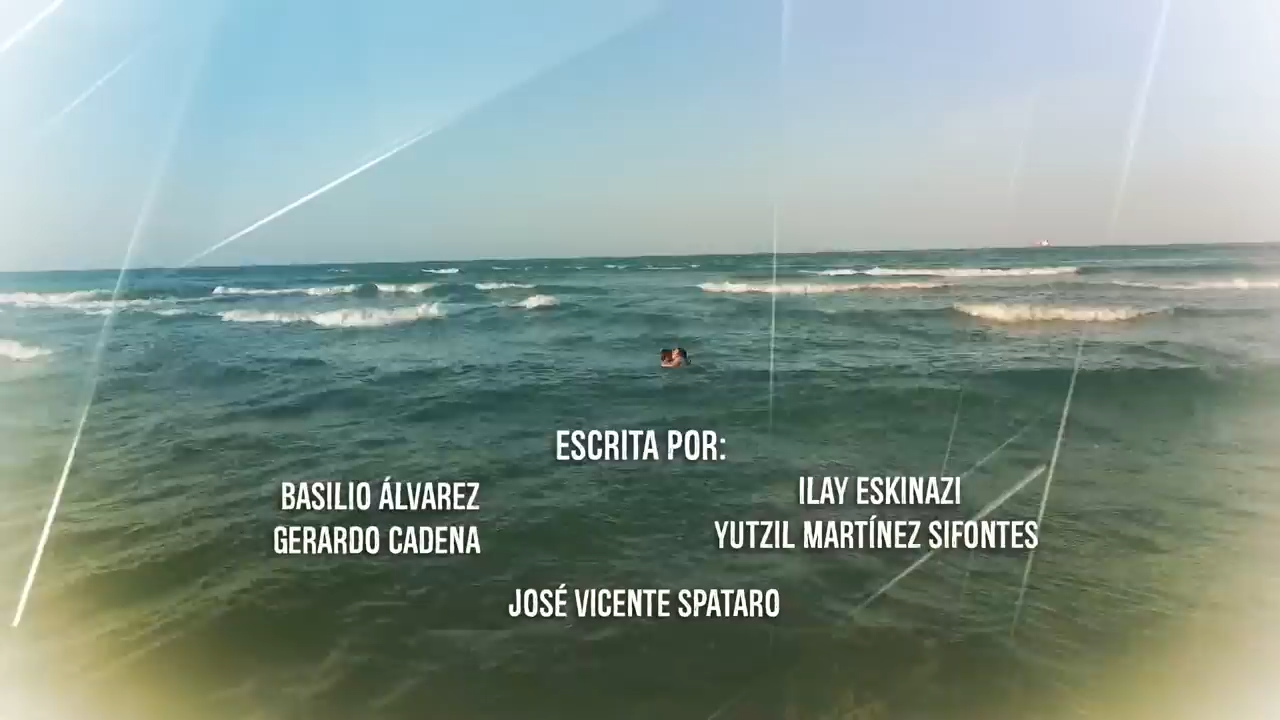 ESCRITA POR:
BASILIO ÁLVAREZ
GERARDO CADENA
ILAY ESKINAZI
YUTZIL MARTÍNEZ SIFONTES
JOSÉ VICENTE SPATARO